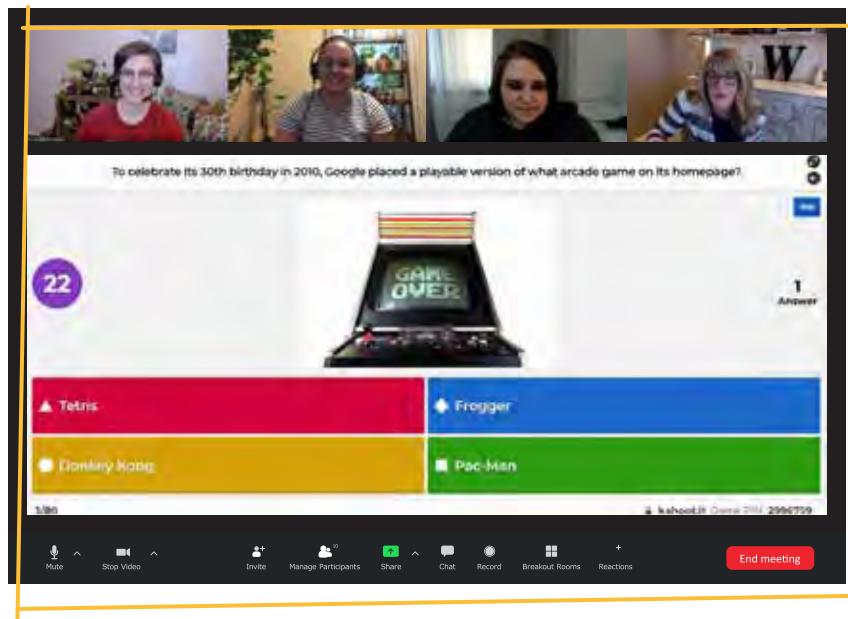 W
To celebrate its 30th birthday in 2010, Google placed a playable version of what arcade game on its homepage?
22
GAME
OVER
1
Answer
Tetris
Frogger
Donkey Kong
Pac-Man
kahoot.it Game PIN: 2996759
Mute
Stop Video
Invite
Manage Participants
10
Share
Chat
Record
Breakout Rooms
Reactions
End meeting